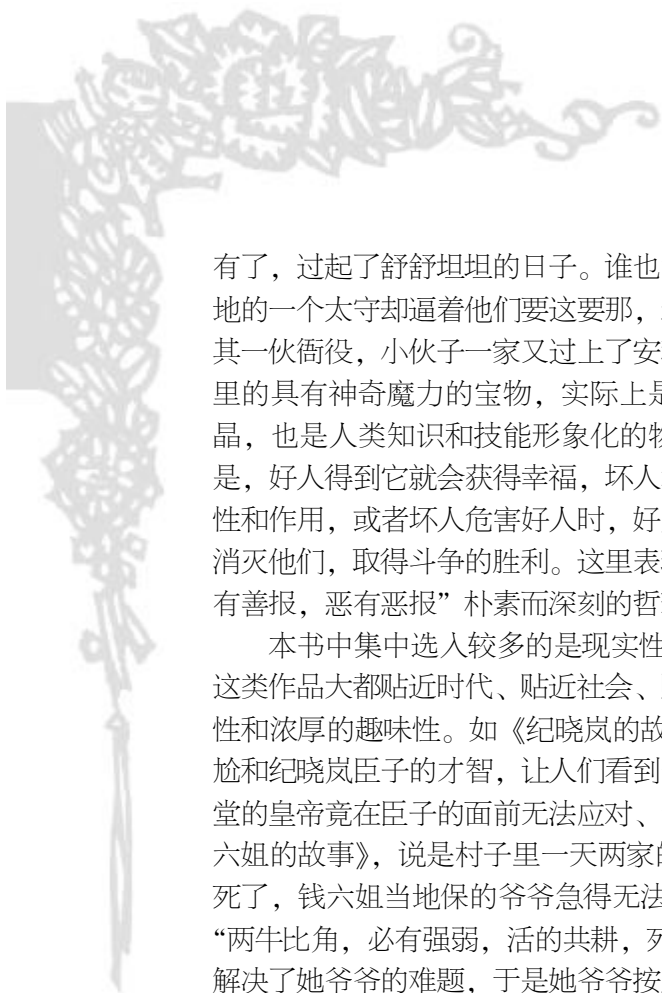 有了，过起了舒舒坦坦的日子。谁也
地的一个太守却逼着他们要这要那，
其一伙衙役，小伙子一家又过上了安
里的具有神奇魔力的宝物，实际上是
晶，也是人类知识和技能形象化的物
是，好人得到它就会获得幸福，坏人
性和作用，或者坏人危害好人时，好
消灭他们，取得斗争的胜利。这里表
有善报，恶有恶报”朴素而深刻的哲
本书中集中选入较多的是现实性
这类作品大都贴近时代、贴近社会、
性和浓厚的趣味性。如《纪晓岚的故
尬和纪晓岚臣子的才智，让人们看到
堂的皇帝竟在臣子的面前无法应对、
六姐的故事》，说是村子里一天两家的
死了，钱六姐当地保的爷爷急得无法
“两牛比角，必有强弱，活的共耕，死
解决了她爷爷的难题，于是她爷爷按